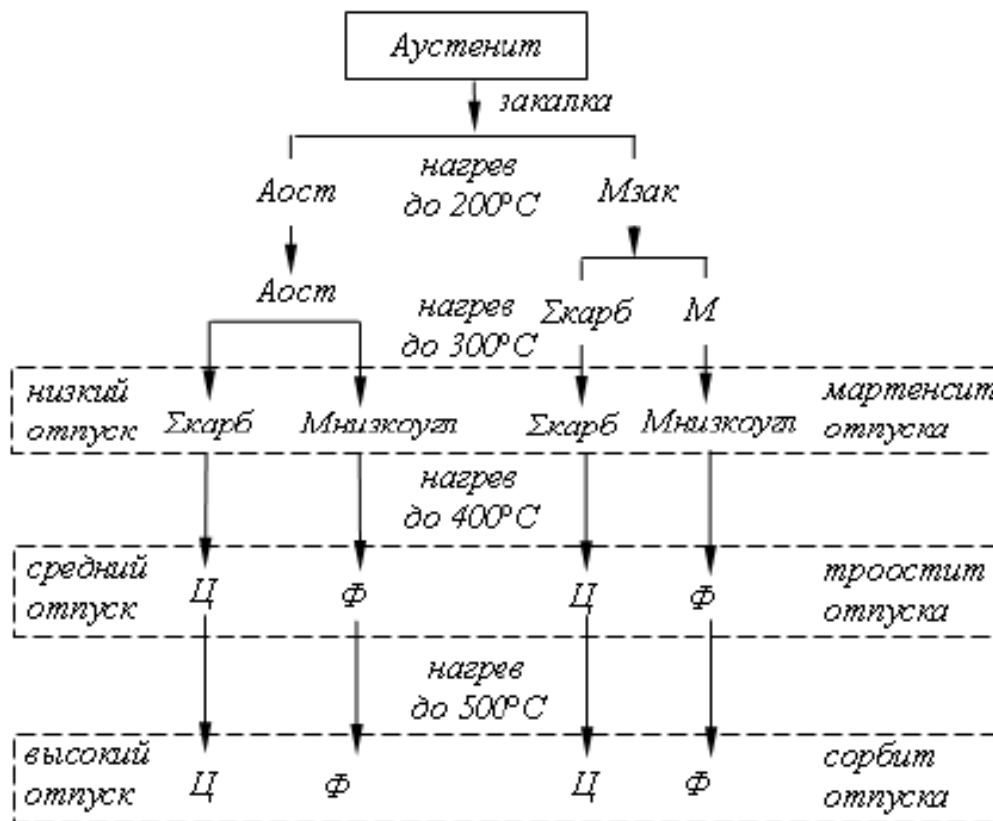 Аустенит
закалка
нагрев
до 200°С
Аост
Мзак
Аост
нагрев
до 300°С
Σкарб
М
низкий
отпуск
Σкарб
Мнизкоугл
Σкарб
Мнизкоугл
мартенсит
отпуска
нагрев
до 400°С
средний
отпуск
Ц
Ф
Ц
Ф
троостит
отпуска
нагрев
до 500°С
высокий
отпуск
Ц
Ф
Ц
Ф
сорбит
отпуска